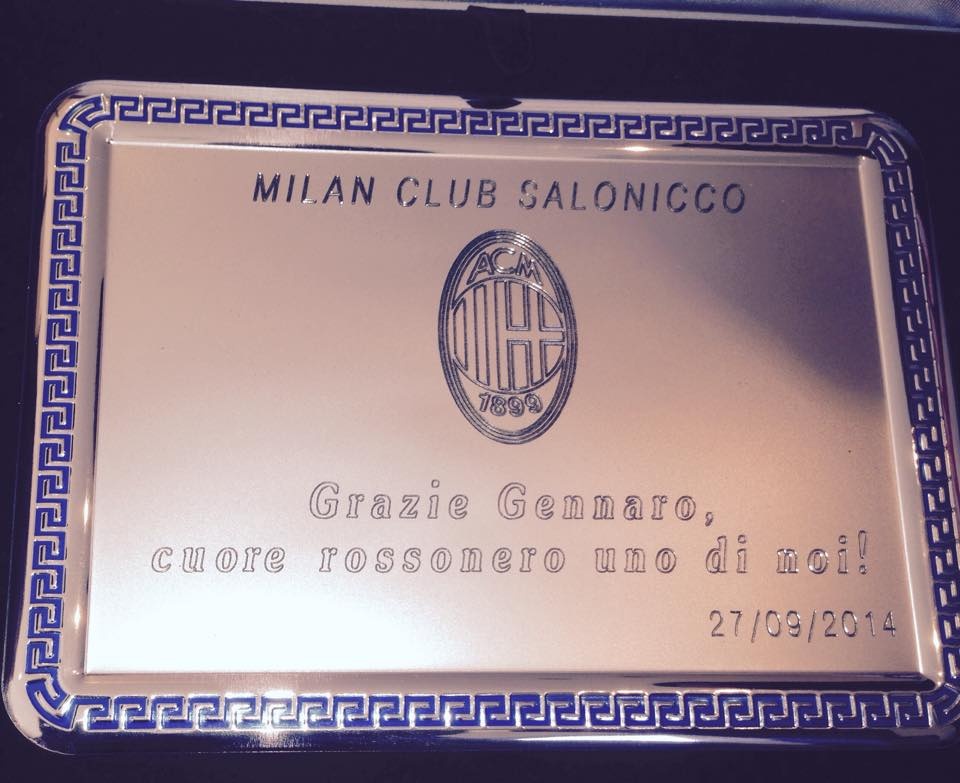 MILAN CLUB SALONICCO
ACM
1899
Grazie Gennaro,
cuore rossonero uno di noi!
27/09/2014